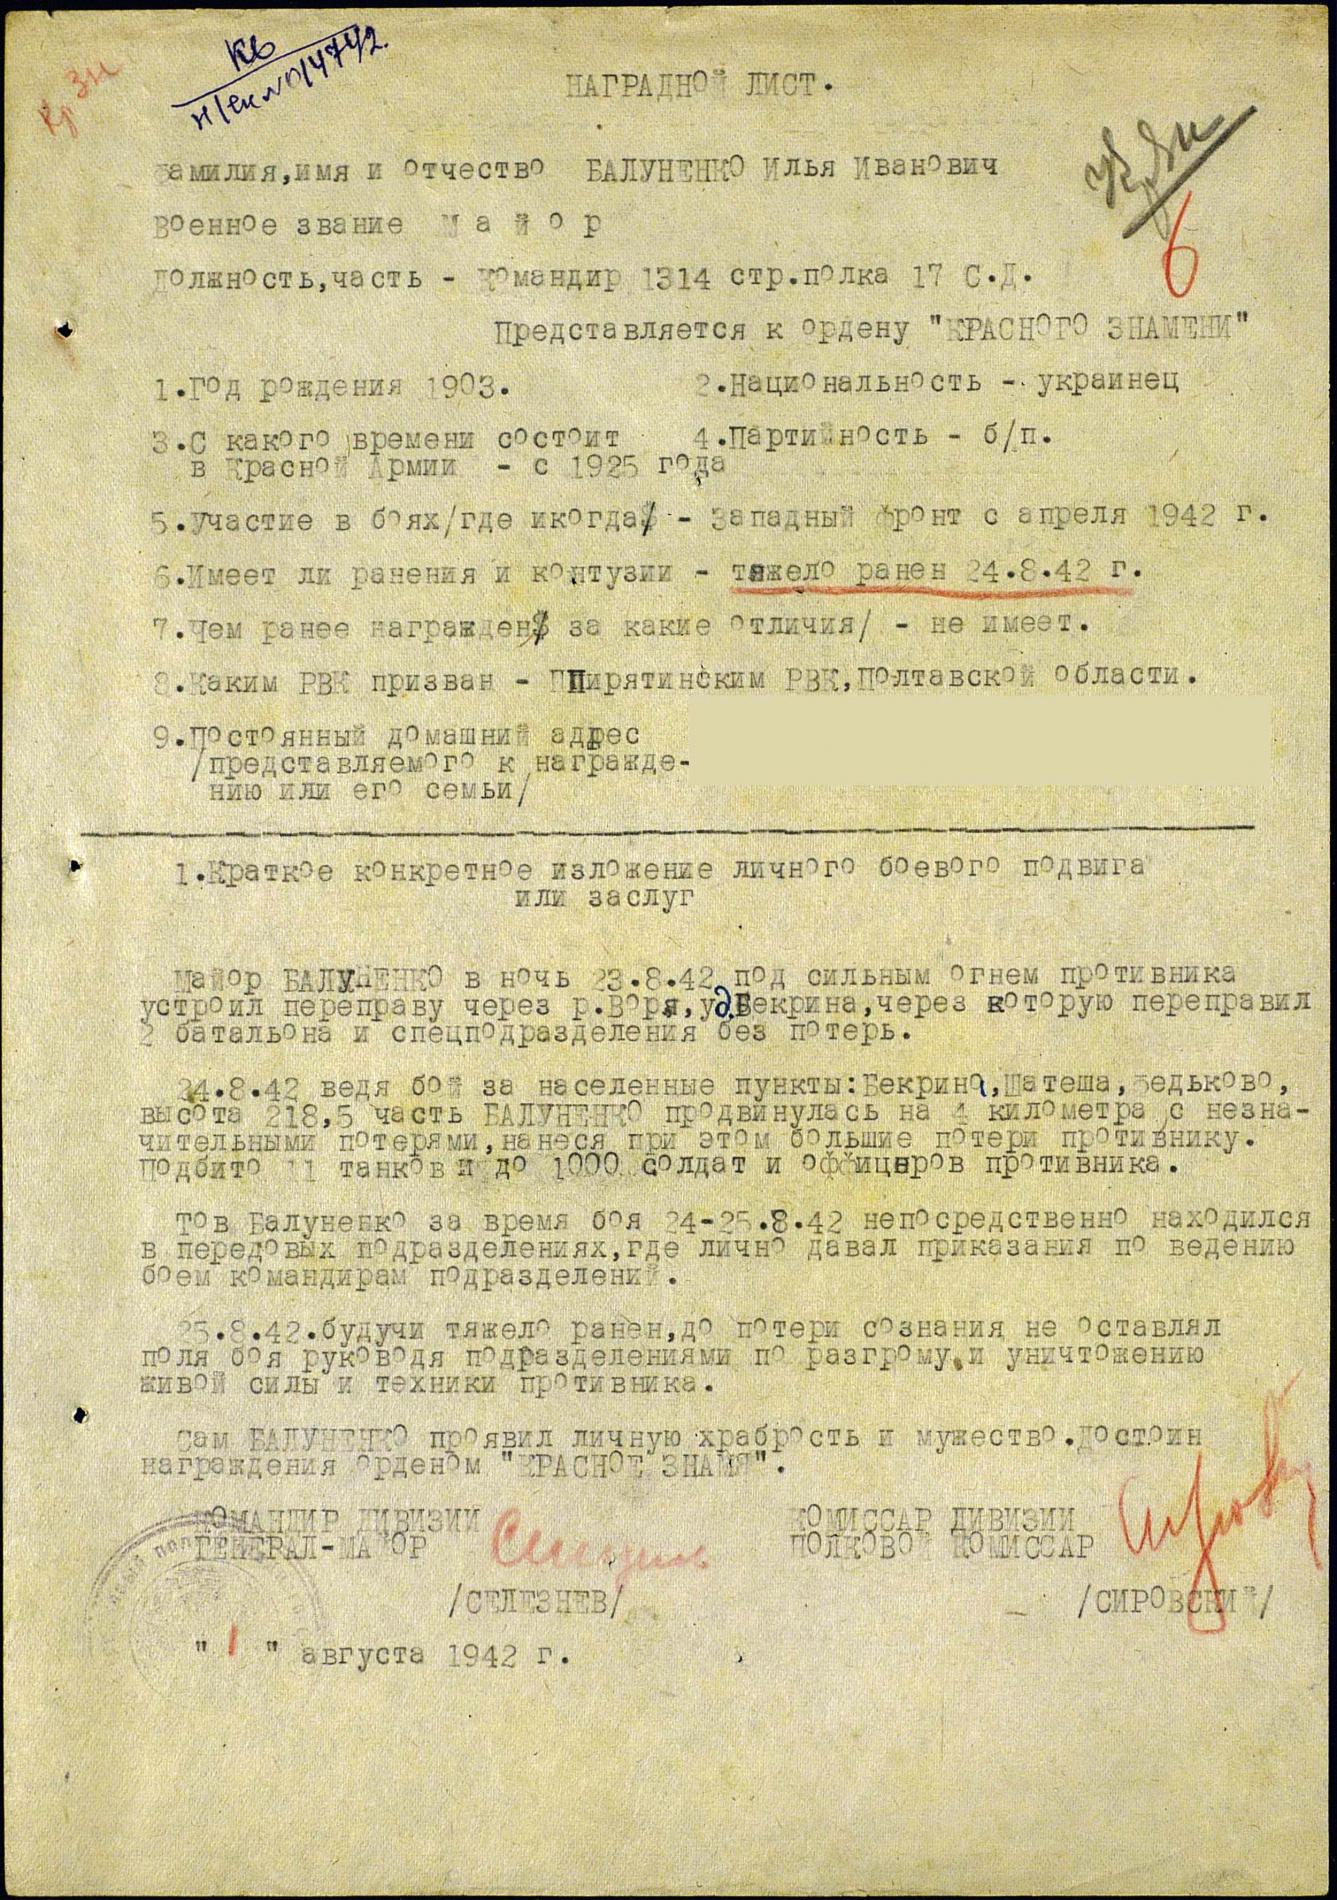 Кр Зн
НАГРАДНОЙ ЛИСТ.
Фамилия,имя и отчество БАЛУНЕНКО Илья Иванович
Военное звание М а й о р
6
Должность,часть - Командир 1314 стр.полка 17 С.Д.
Представляется к ордену "КРАСНОГО ЗНАМЕНИ"
1.Год рождения 1903. 2.Национальность - украинец
3.С какого времени состоит 4.Партийность - б/п.
в Красной Армии - с 1925 года
5.Участие в боях/где икогда/ - Западный фронт с апреля 1942 г.
6.Имеет ли ранения и контузии - тяжело ранен 24.8.42 г.
7.Чем ранее награжден/ за какие отличия/ - не имеет.
8.Каким РВК призван - ППирятинским РВК,Полтавской области.
9.Постоянный домашний адрес
/представляемого к награжде-
нию или его семьи/
1.Краткое конкретное изложение личного боевого подвига
или заслуг
Майор БАЛУНЕНКО в ночь 23.8.42 под сильным огнем противника
устроил переправу через р.Воря,уд.Бекрина,через которую переправил
2 батальона и спецподразделения без потерь.
24.8.42 ведя бой за населенные пункты:Бекрина,Шатеша,Ведьково,
высота 218,5 часть БАЛУНЕНКО продвинулась на 4 километра с незна-
чительными потерями,нанеся при этом большие потери противнику.
Подбито 11 танков и до 1000 солдат и оффицеров противника.
Тов Балуненко за время боя 24-25.8.42 непосредственно находился
в передовых подразделениях,где лично давал приказания по ведению
боем командирам подразделений.
25.8.42.будучи тяжело ранен,до потери сознания не оставлял
поля боя руководя подразделениями по разгрому и уничтожению
живой силы и техники противника.
Сам БАЛУНЕНКО проявил личную храбрость и мужество.Достоин
награждения орденом "КРАСНОЕ ЗНАМЯ".
КОМАНДИР ДИВИЗИИ КОМИССАР ДИВИЗИИ
ГЕНЕРАЛ-МАЙОР ПОЛКОВОЙ КОМИССАР
/СЕЛЕЗНЕВ/ /СИРОВСКИЙ/
" 1 " августа 1942 г.